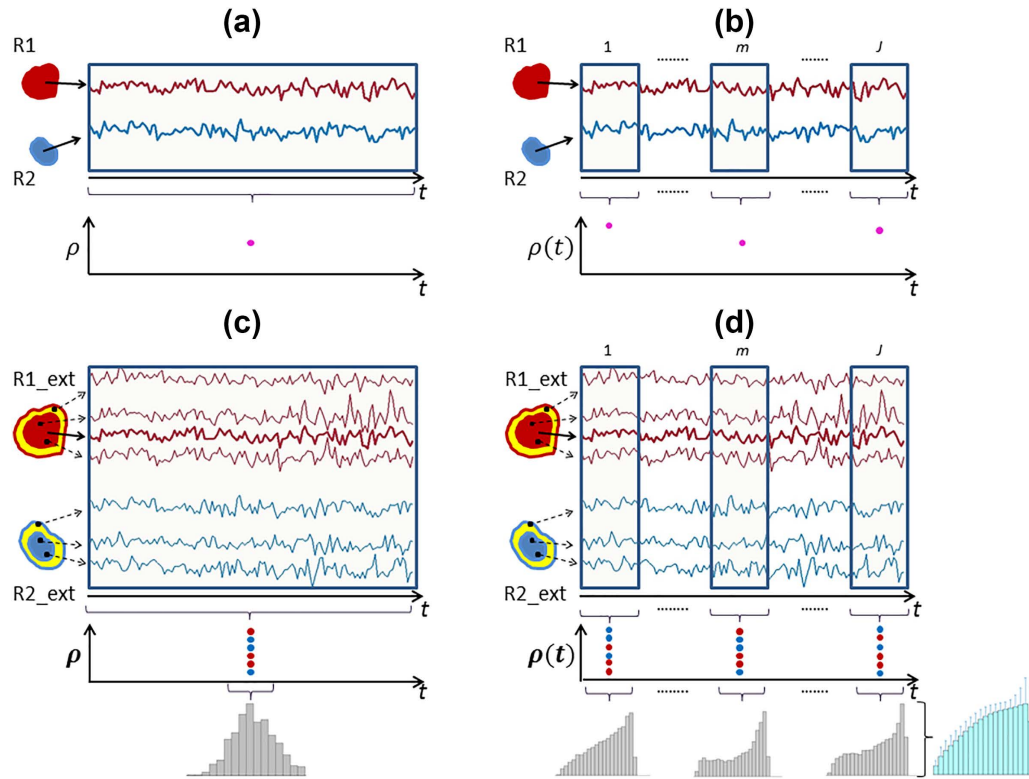 (a)
R1
R2
t
ρ
t
(b)
R1
1 ........ m ....... J
R2
t
........ .......
ρ(t)
t
(c)
R1_ext
R2_ext
t
ρ
t
(d)
1 m J
R1_ext
R2_ext
t
........ .......
ρ(t)
t
........ .......